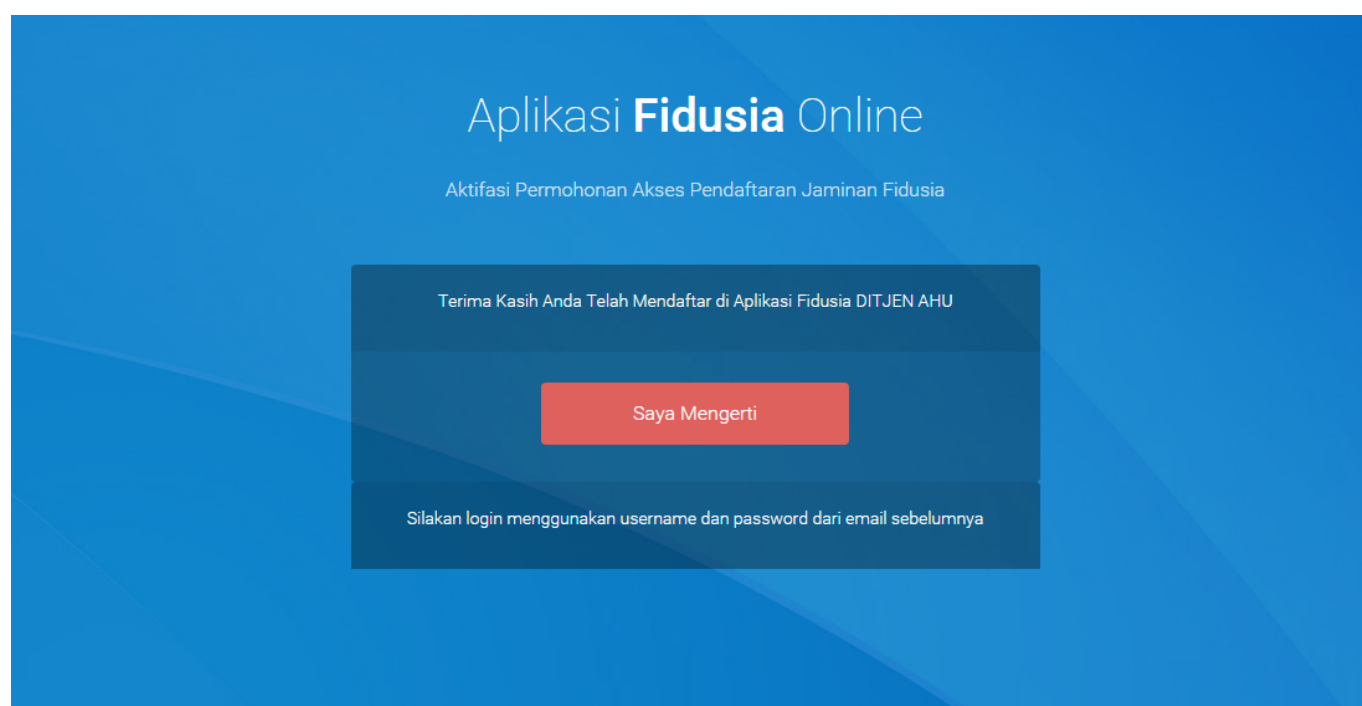 Aplikasi Fidusia Online
Aktifasi Permohonan Akses Pendaftaran Jaminan Fidusia
Terima Kasih Anda Telah Mendaftar di Aplikasi Fidusia DITJEN AHU
Saya Mengerti
Silakan login menggunakan username dan password dari email sebelumnya